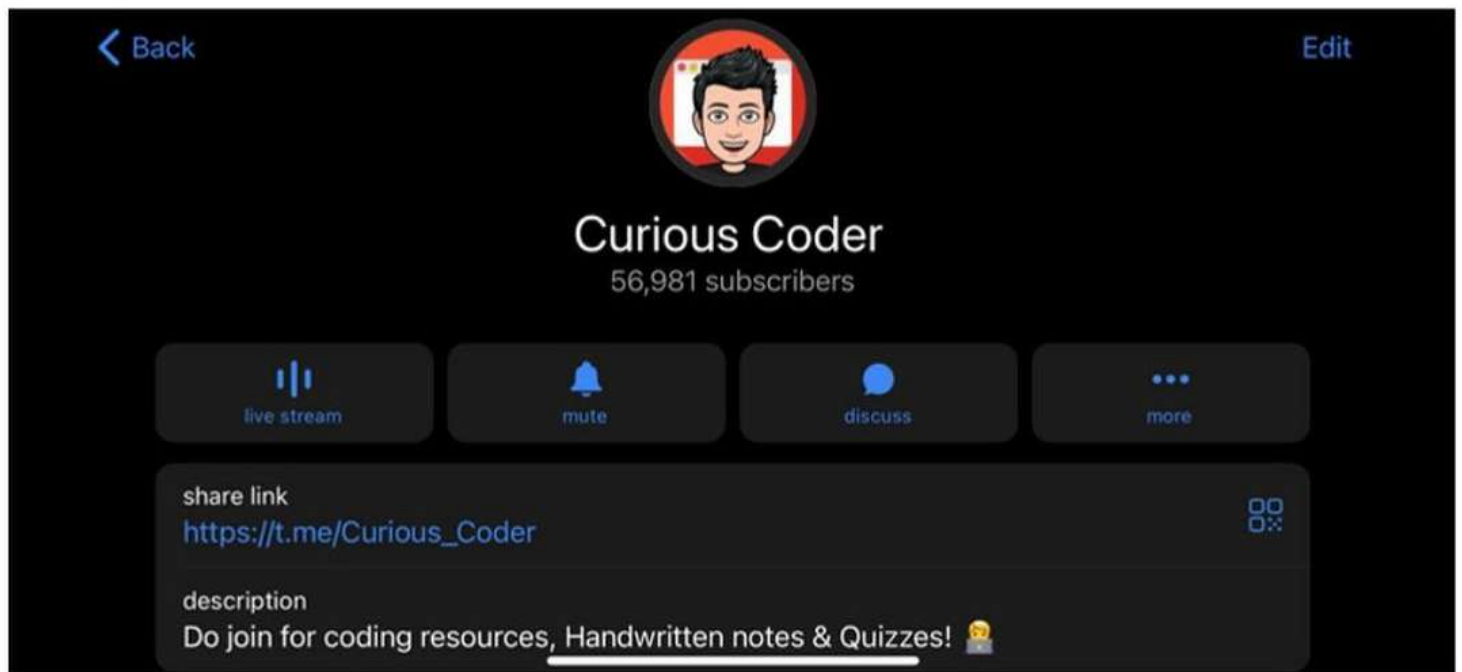 Back
Edit
Curious Coder
56,981 subscribers
live stream
mute
discuss
more
share link
https://t.me/Curious_Coder
description
Do join for coding resources, Handwritten notes & Quizzes! 🧑‍💻